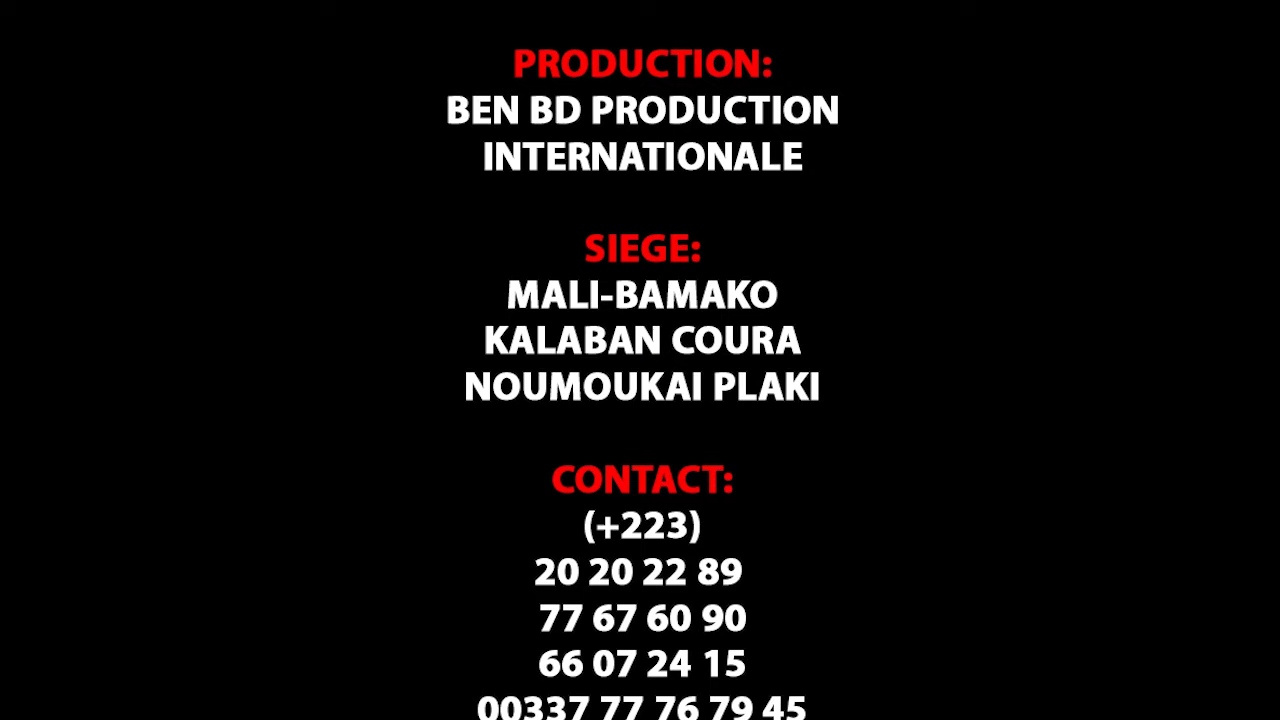 PRODUCTION:
BEN BD PRODUCTION
INTERNATIONALE
SIEGE:
MALI-BAMAKO
KALABAN COURA
NOUMOUKAI PLAKI
CONTACT:
(+223)
20 20 22 89
77 67 60 90
66 07 24 15
00337 77 76 79 45